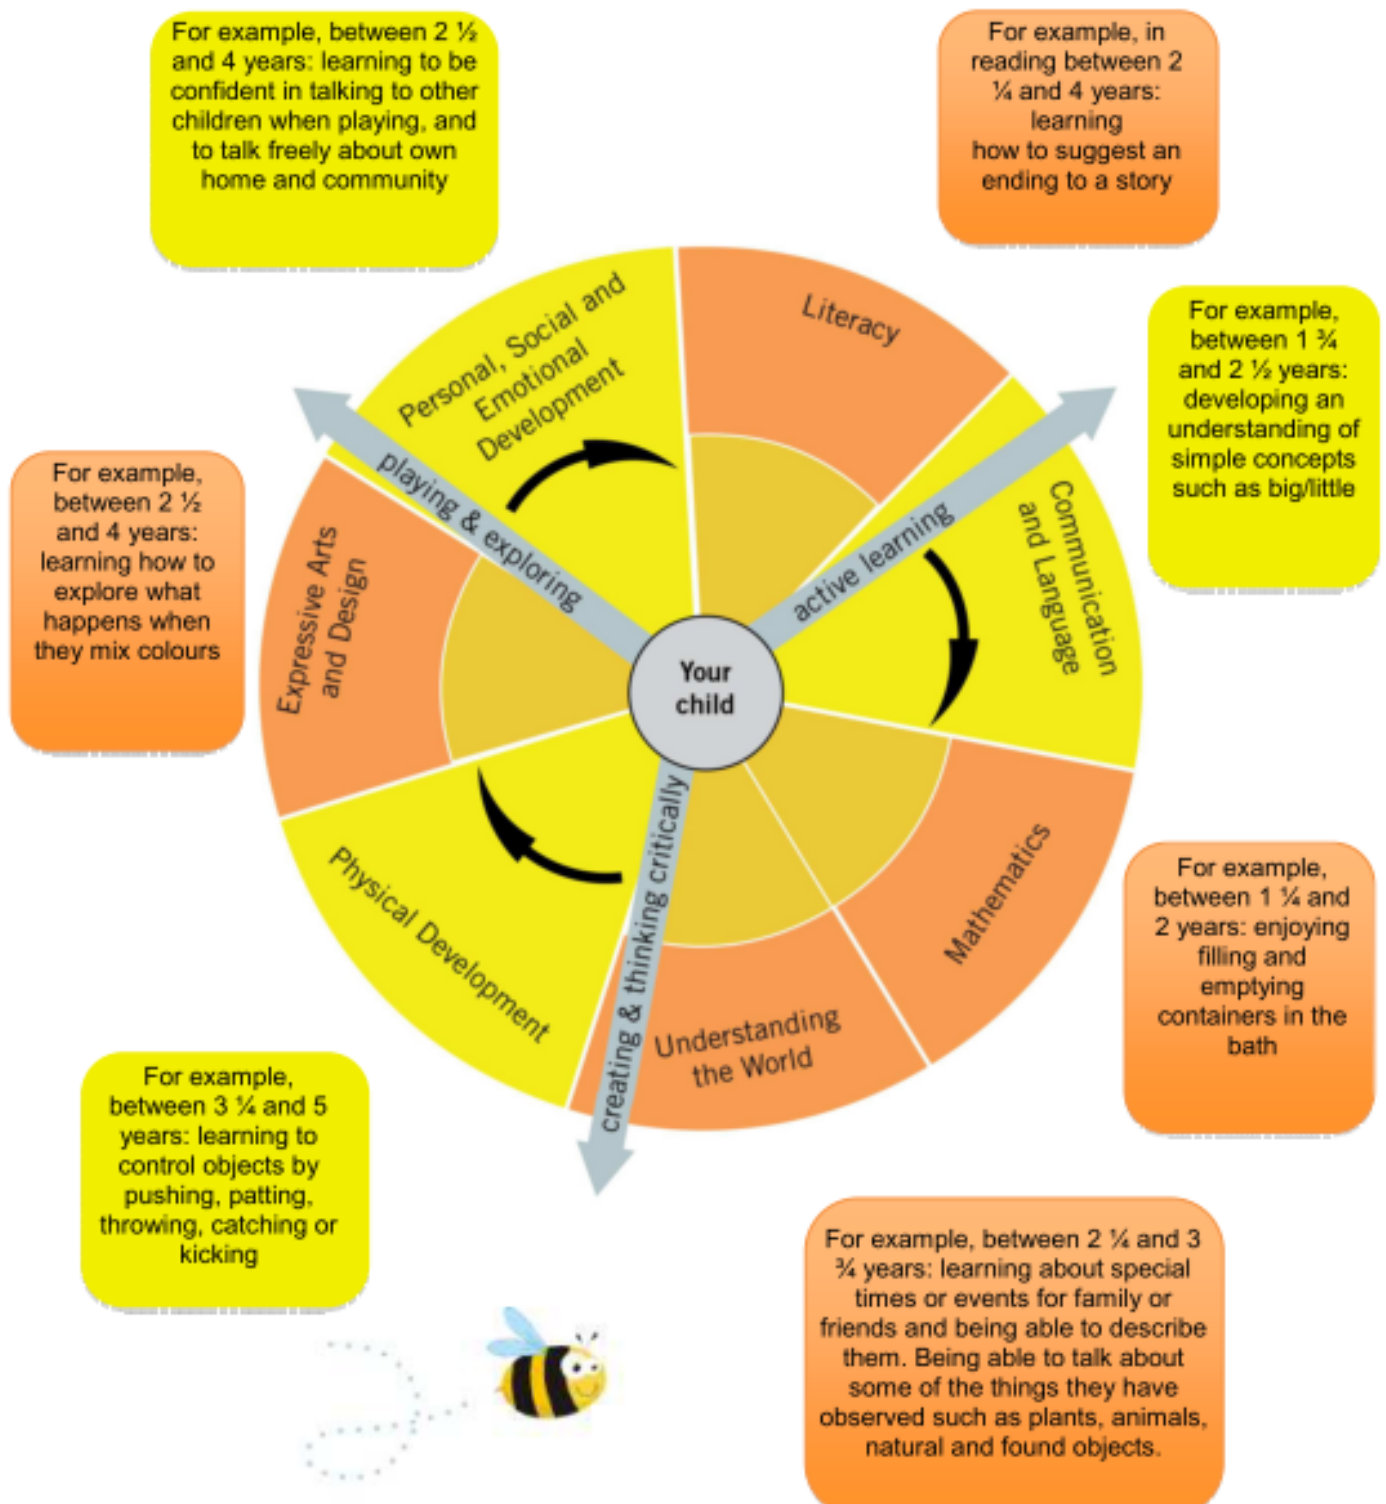 For example, between 2 ½
and 4 years: learning to be
confident in talking to other
children when playing, and
to talk freely about own
home and community
For example, in
reading between 2
¼ and 4 years:
learning
how to suggest an
ending to a story
For example,
between 1 ¾
and 2 ½ years:
developing an
understanding of
simple concepts
such as big/little
For example,
between 2 ½
and 4 years:
learning how to
explore what
happens when
they mix colours
Personal, Social and
Emotional
Development
Literacy
Communication
and Language
Mathematics
Understanding
the World
Physical Development
Expressive Arts
and Design
playing & exploring
active learning
creating & thinking critically
Your
child
For example,
between 1 ¼ and
2 years: enjoying
filling and
emptying
containers in the
bath
For example,
between 3 ¼ and 5
years: learning to
control objects by
pushing, patting,
throwing, catching or
kicking
For example, between 2 ¼ and 3
¾ years: learning about special
times or events for family or
friends and being able to describe
them. Being able to talk about
some of the things they have
observed such as plants, animals,
natural and found objects.